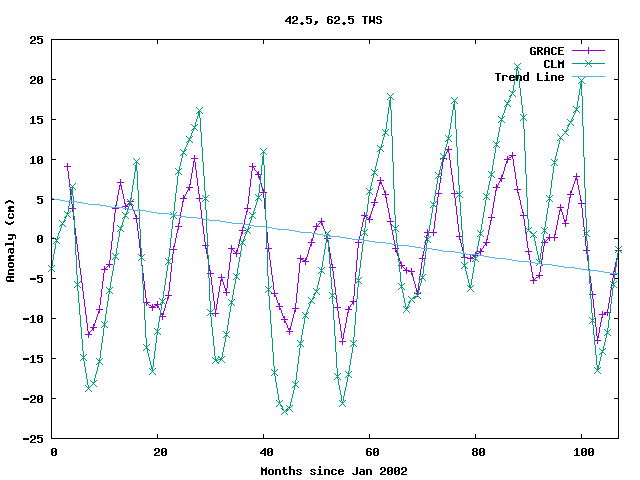 42.5, 62.5 TWS
GRACE
CLM
Trend Line
25
20
15
10
5
0
-5
-10
-15
-20
-25
Anomaly (cm)
0 20 40 60 80 100
Months since Jan 2002